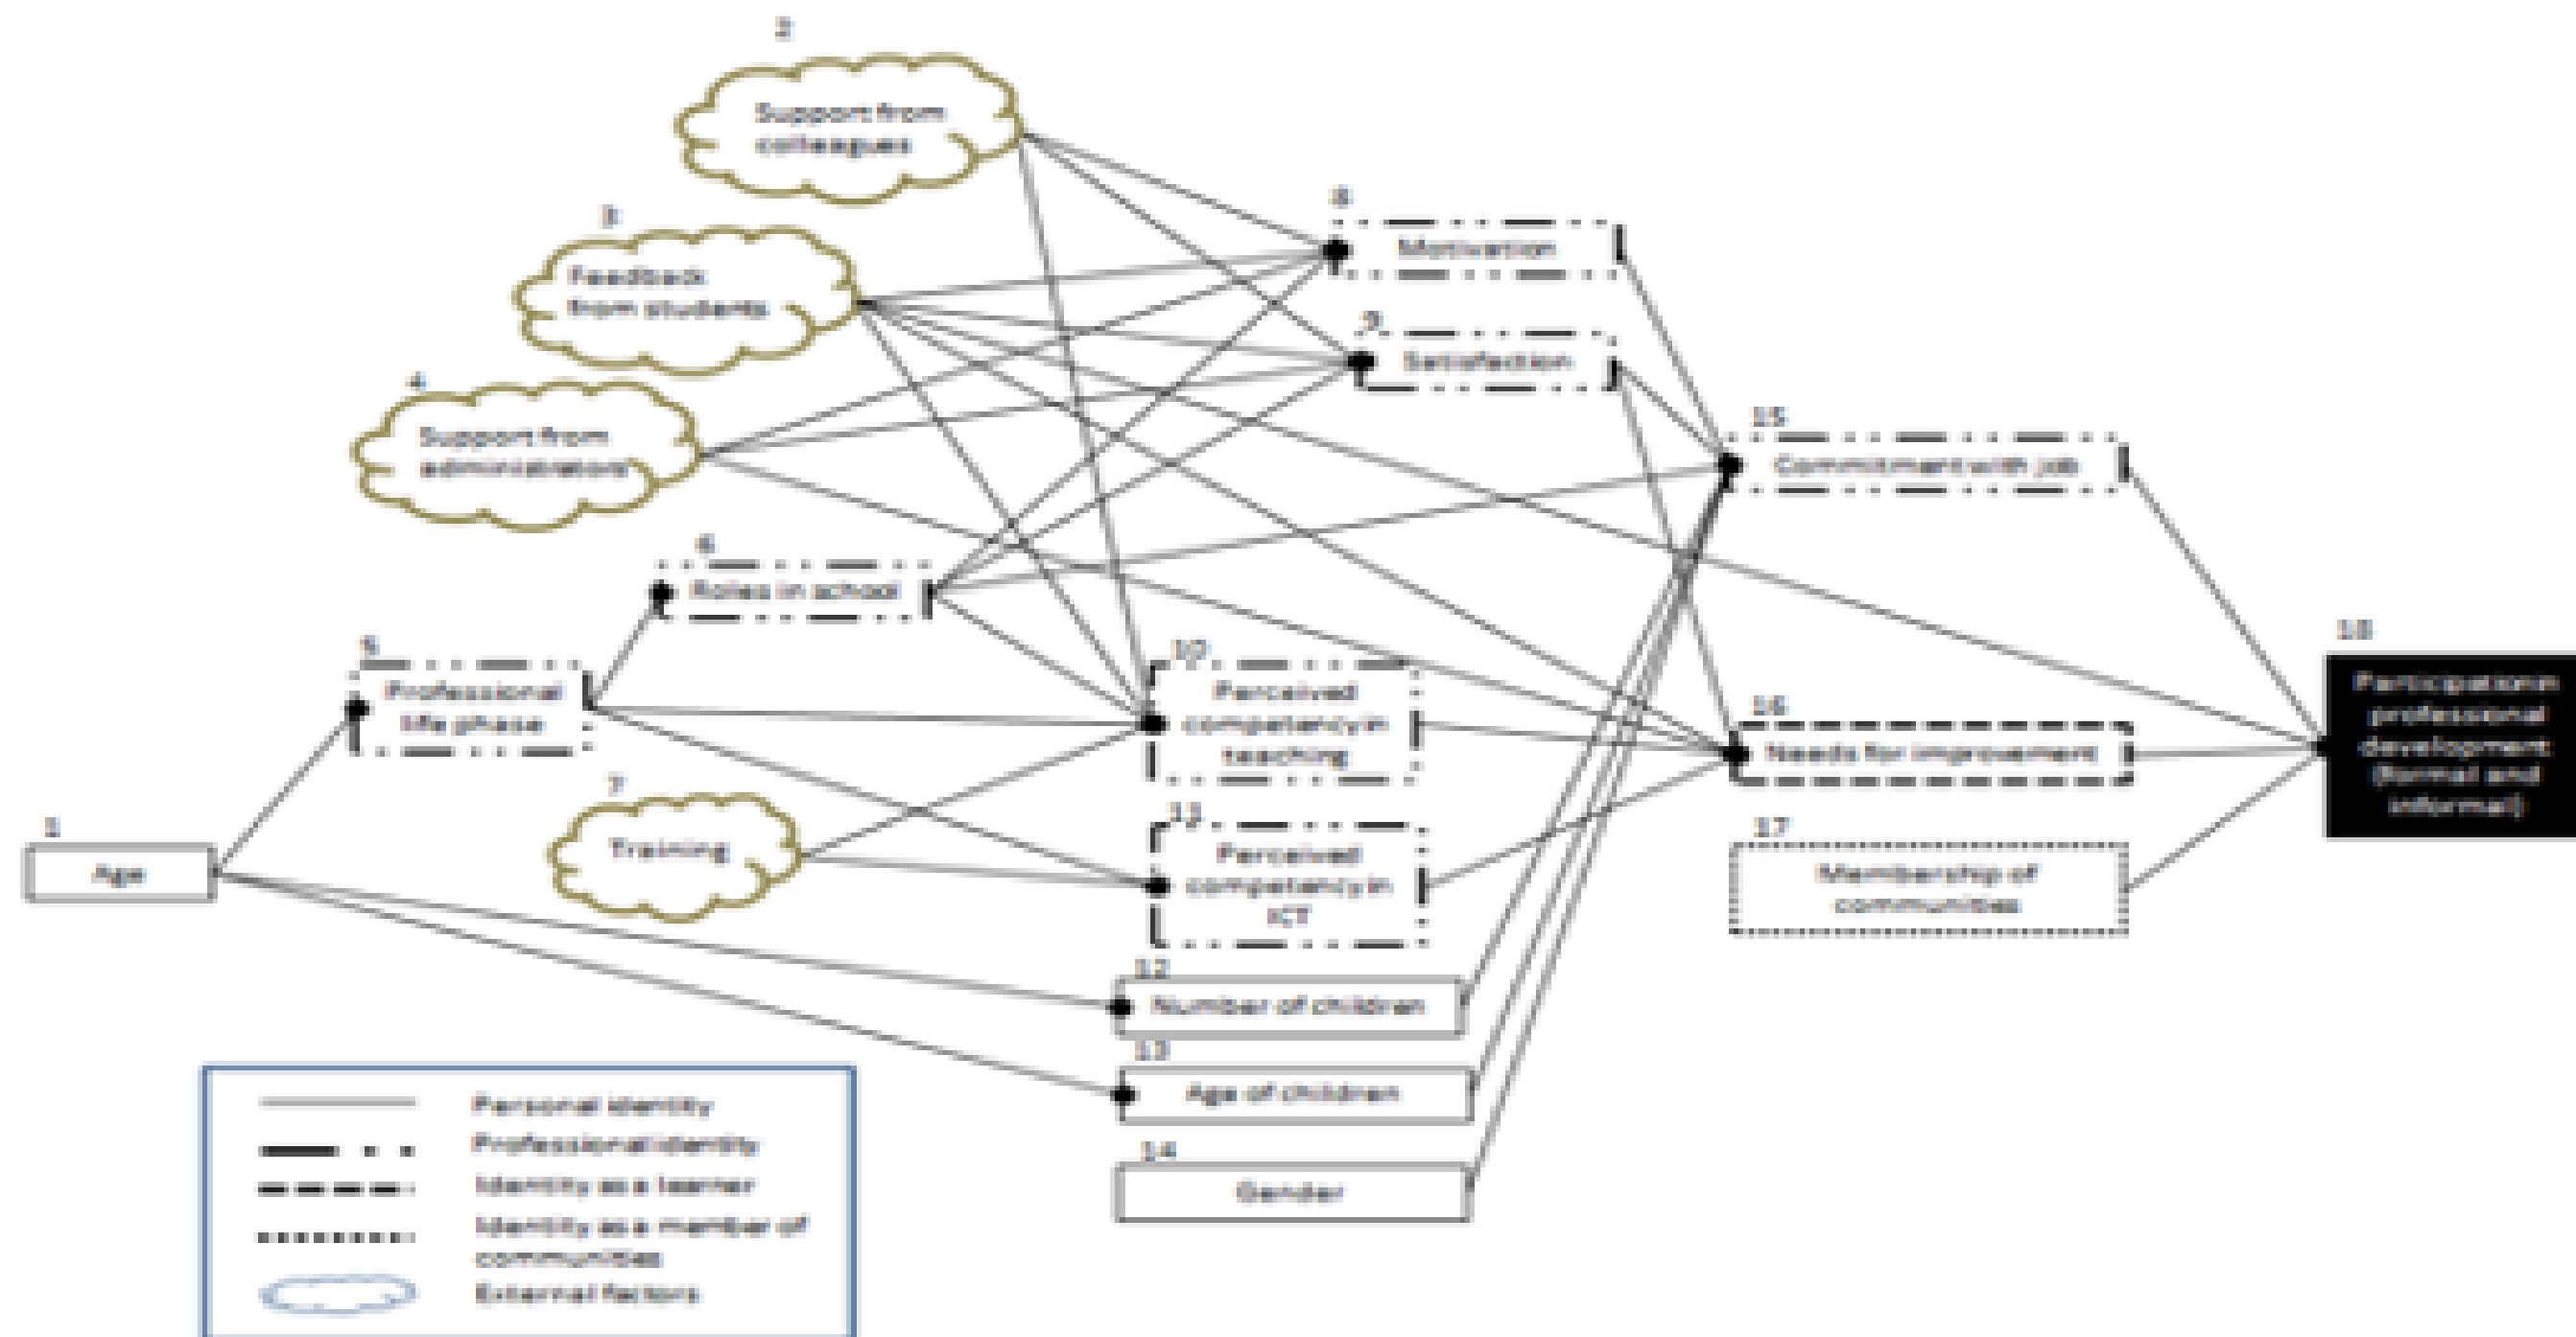 2
Support from
colleagues
3
Feedback
from students
4
Support from
administrators
8
Motivation
9
Satisfaction
15
Commitment with job
6
Roles in school
5
Professional
life phase
10
Perceived
competency in
teaching
16
Needs for improvement
18
Participation in
professional
development
(formal and
informal)
7
Training
1
Age
11
Perceived
competency in
ICT
17
Membership of
communities
12
Number of children
13
Age of children
14
Gender
Personal identity
Professional identity
Identity as a learner
Identity as a member of
communities
External factors